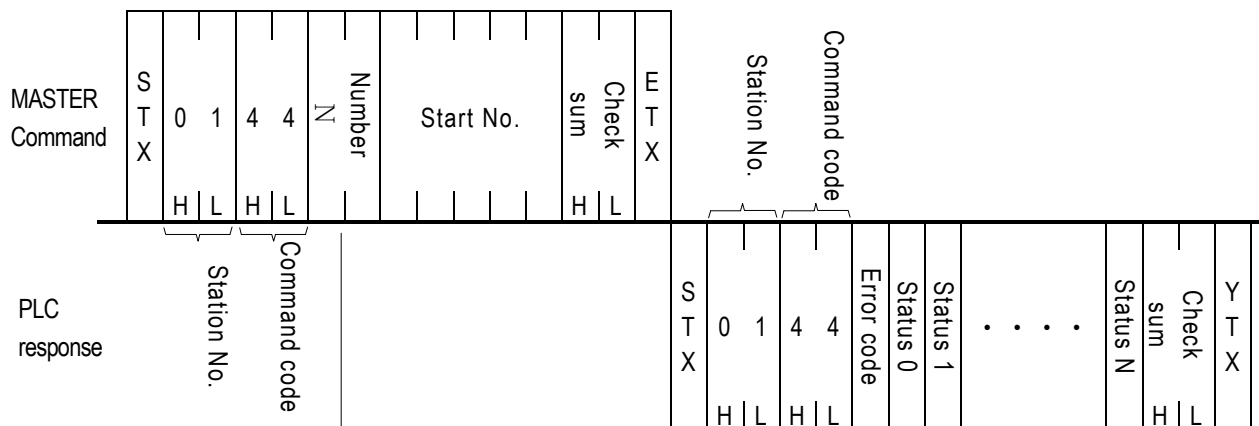 MASTER
Command
S
T
X
0 1
H L
4 4
H L
N
Number
Start No.
Check
sum
H L
E
T
X
Station No.
Command code
Station No.
Command code
PLC
response
S
T
X
0 1
H L
4 4
H L
Error code
Status 0
Status 1
· · · ·
Status N
Check
sum
H L
Y
T
X